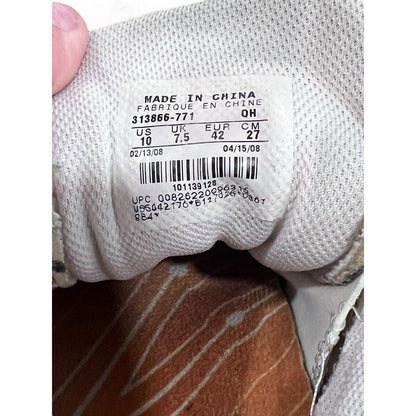 MADE IN CHINA
FABRIQUE EN CHINE
313866-771 QH
US UK EUR CM
10 7.5 42 27
02/13/08 04/15/08
101139128
UPC
884*